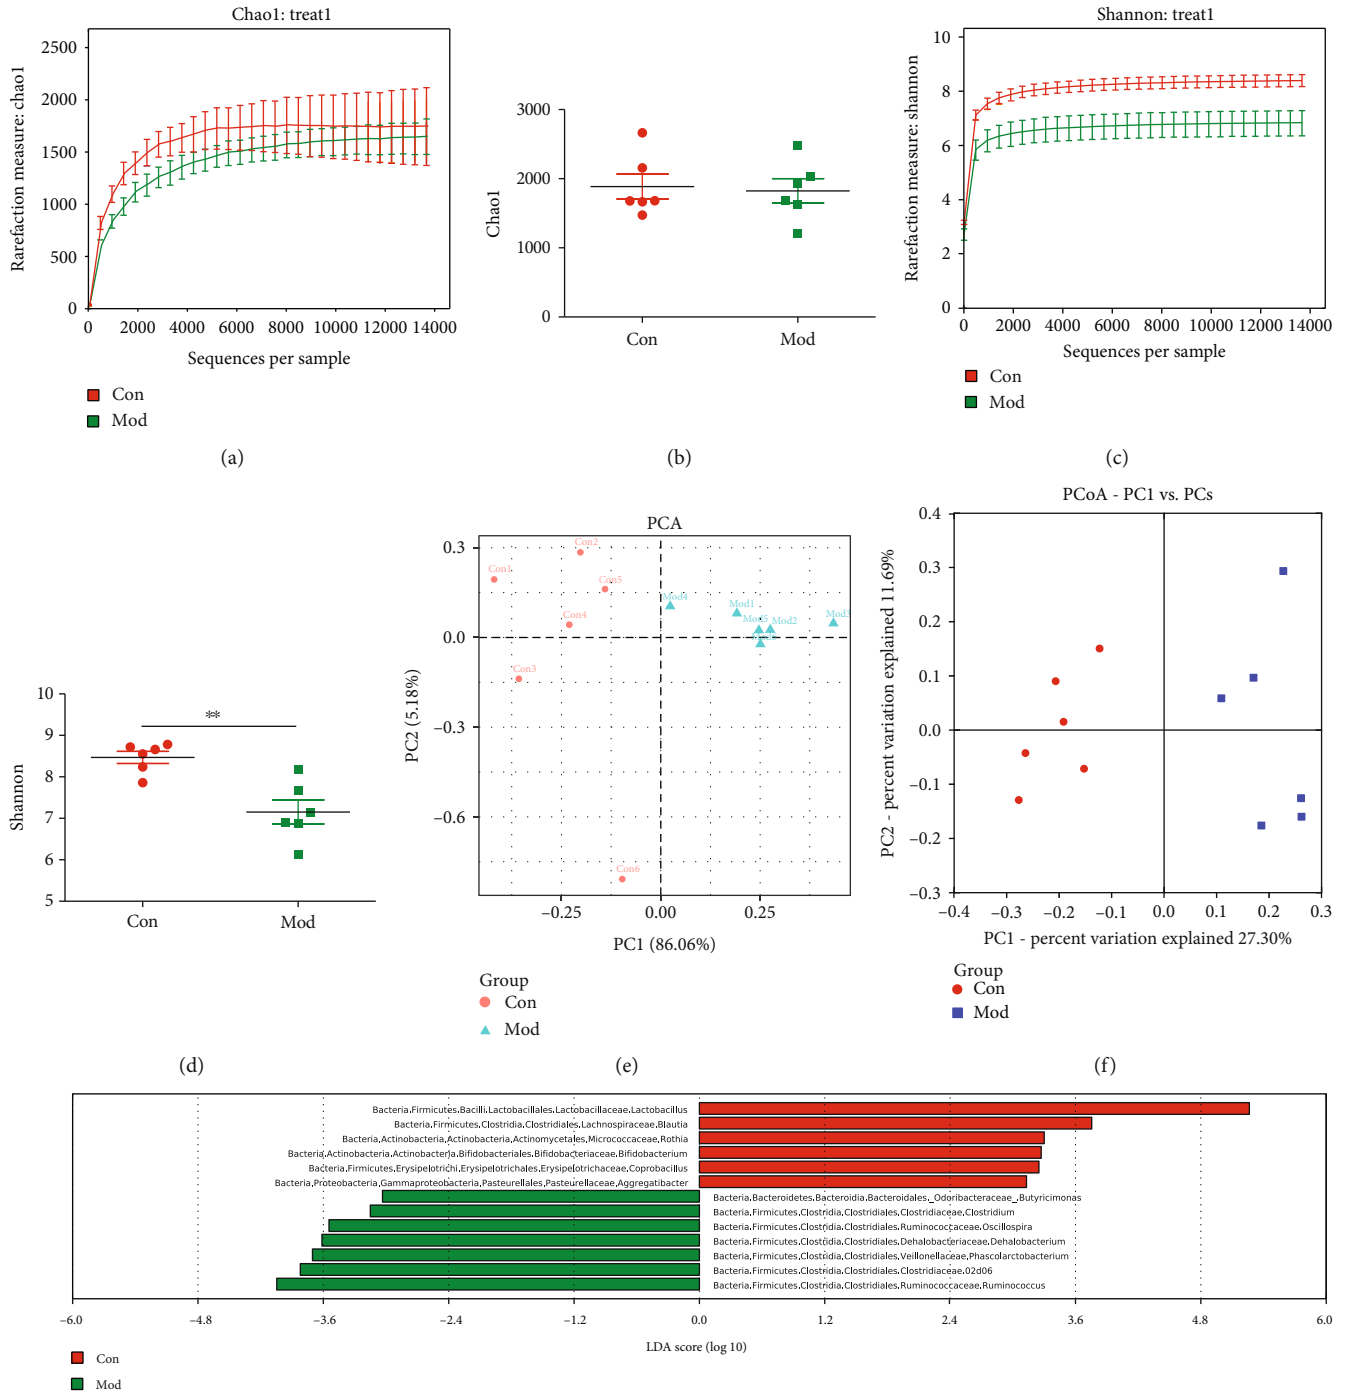 Chao1: treat1
Rarefaction measure: chao1
2500
2000
1500
1000
500
0
0 2000 4000 6000 8000 10000 12000 14000
Sequences per sample
Con
Mod
(a)
Chao1
3000
2000
1000
0
Con Mod
(b)
Shannon: treat1
Rarefaction measure: shannon
10
8
6
4
2
0
0 2000 4000 6000 8000 10000 12000 14000
Sequences per sample
Con
Mod
(c)
Shannon
10
9
8
7
6
5
**
Con Mod
(d)
PCA
PC2 (5.18%)
0.3
0.0
−0.3
−0.6
Con2
Con1
Con5
Con4
Con3
Con6
Mod4
Mod1
Mod5
Mod2
Mod3
−0.25 0.00 0.25
PC1 (86.06%)
Group
Con
Mod
(e)
PCoA - PC1 vs. PCs
PC2 - percent variation explained 11.69%
0.4
0.3
0.2
0.1
0.0
−0.1
−0.2
−0.3
−0.4 −0.3 −0.2 −0.1 0.0 0.1 0.2 0.3
PC1 - percent variation explained 27.30%
Group
Con
Mod
(f)
Bacteria.Firmicutes.Bacilli.Lactobacillales.Lactobacillaceae.Lactobacillus
Bacteria.Firmicutes.Clostridia.Clostridiales.Lachnospiraceae.Blautia
Bacteria.Actinobacteria.Actinobacteria.Actinomycetales.Micrococcaceae.Rothia
Bacteria.Actinobacteria.Actinobacteria.Bifidobacteriales.Bifidobacteriaceae.Bifidobacterium
Bacteria.Firmicutes.Erysipelotrichi.Erysipelotrichales.Erysipelotrichaceae.Coprobacillus
Bacteria.Proteobacteria.Gammaproteobacteria.Pasteurellales.Pasteurellaceae.Aggregatibacter
Bacteria.Bacteroidetes.Bacteroidia.Bacteroidales._Odoribacteraceae_.Butyricimonas
Bacteria.Firmicutes.Clostridia.Clostridiales.Clostridiaceae.Clostridium
Bacteria.Firmicutes.Clostridia.Clostridiales.Ruminococcaceae.Oscillospira
Bacteria.Firmicutes.Clostridia.Clostridiales.Dehalobacteriaceae.Dehalobacterium
Bacteria.Firmicutes.Clostridia.Clostridiales.Veillonellaceae.Phascolarctobacterium
Bacteria.Firmicutes.Clostridia.Clostridiales.Clostridiaceae.02d06
Bacteria.Firmicutes.Clostridia.Clostridiales.Ruminococcaceae.Ruminococcus
−6.0 −4.8 −3.6 −2.4 −1.2 0.0 1.2 2.4 3.6 4.8 6.0
LDA score (log 10)
Con
Mod